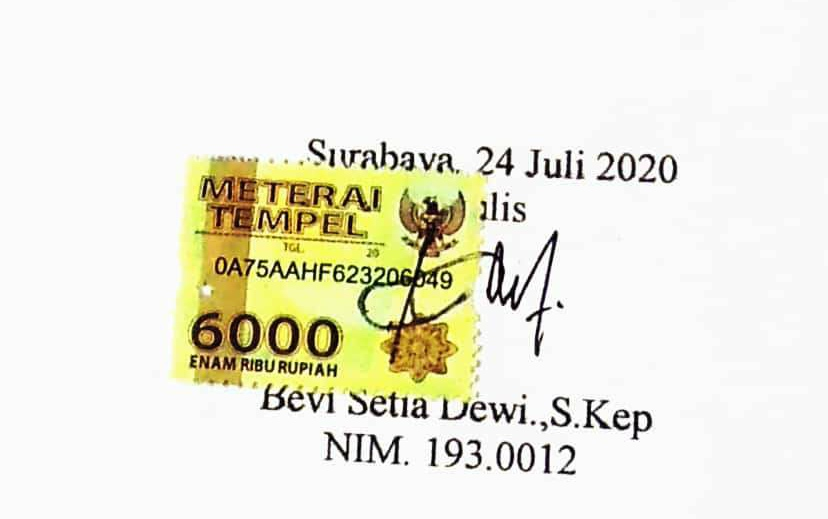 Surabaya, 24 Juli 2020
METERAI
TEMPEL
TGL. 20
0A75AAHF623206049
6000
ENAM RIBU RUPIAH
Bevi Setia Dewi.,S.Kep
NIM. 193.0012